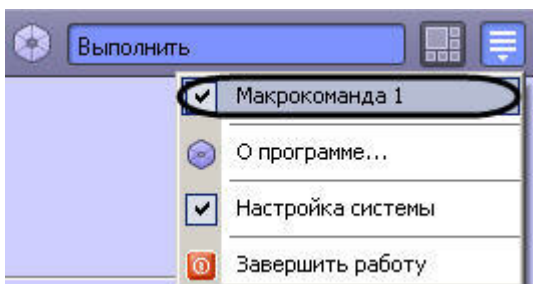 Выполнить
Макрокоманда 1
О программе...
Настройка системы
Завершить работу